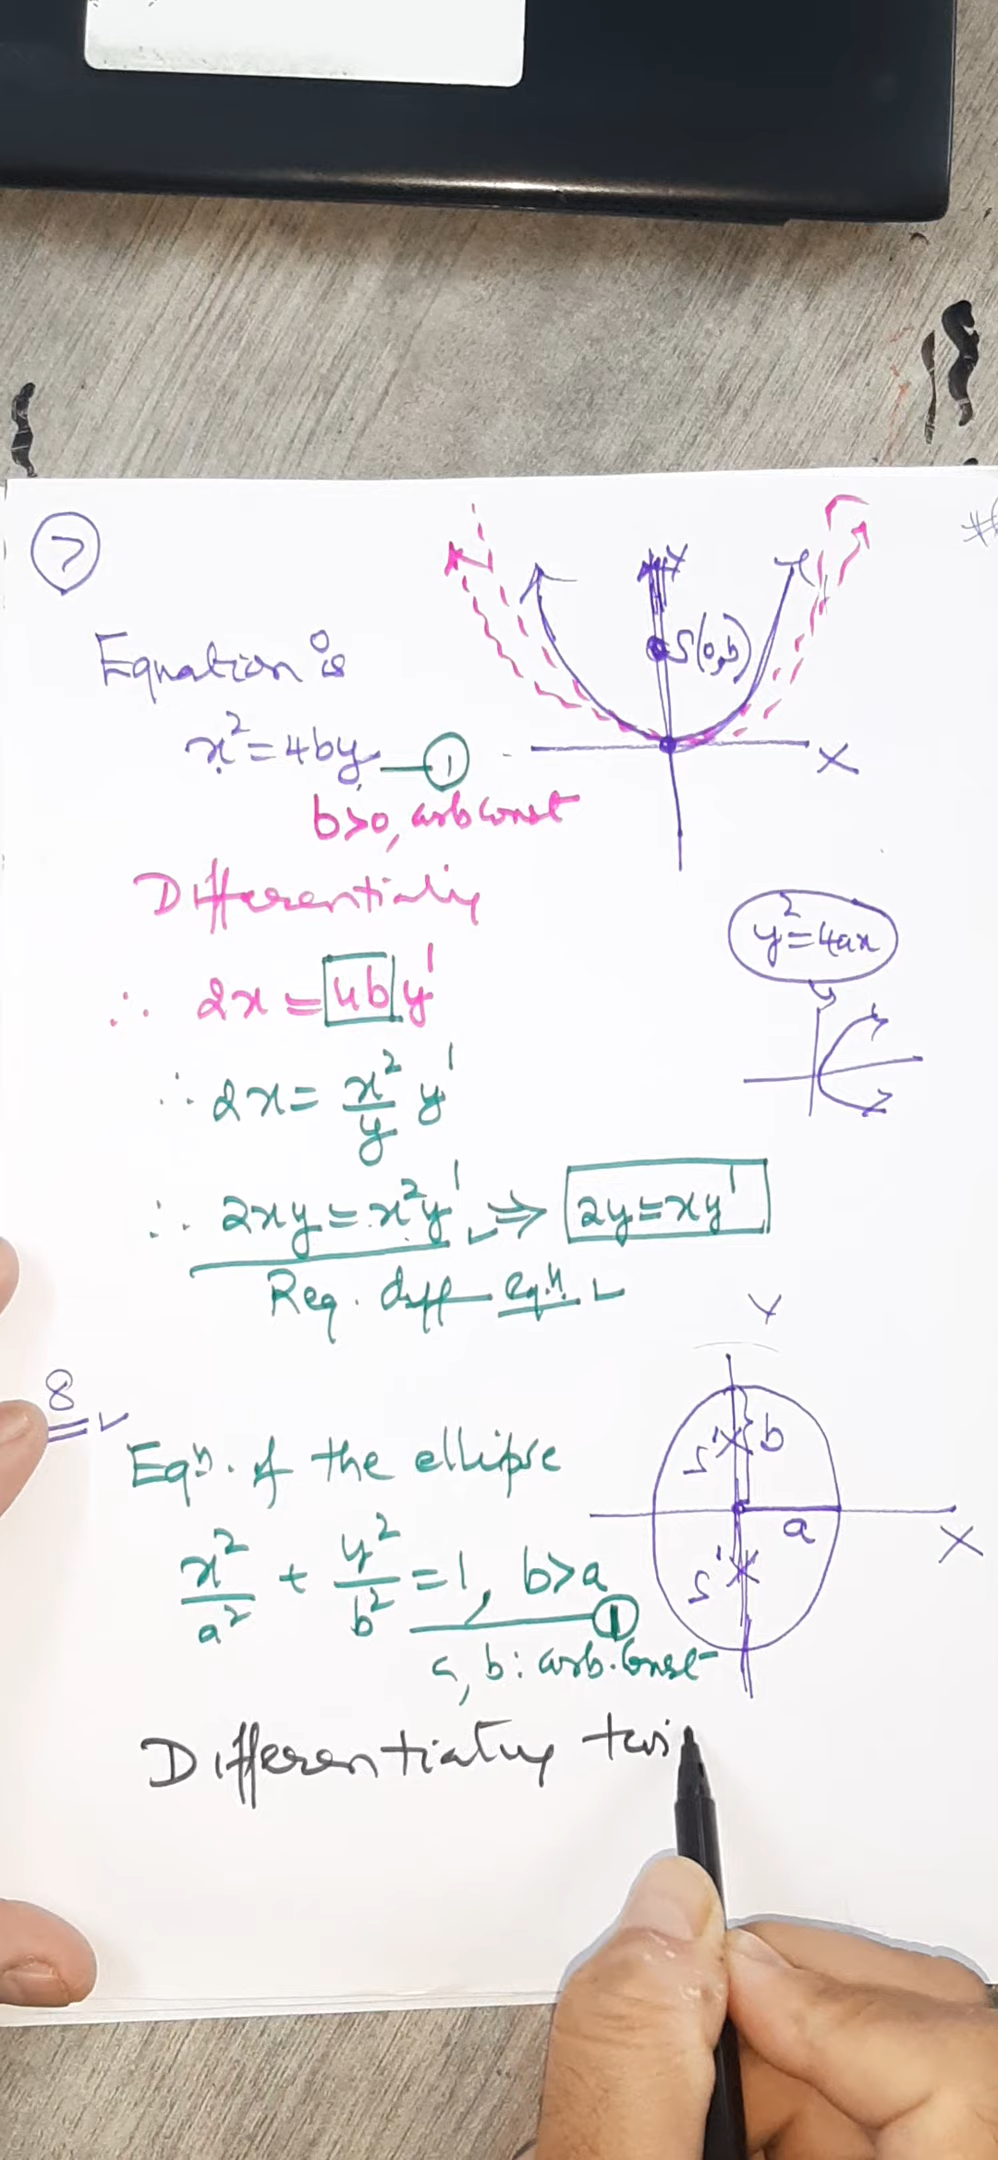 7
Y
S(0,b)
X
Equation is
x² = 4by — ①
b>0, arb const
Differentiatig
y² = 4ax
∴ 2x = 4b y'
∴ 2x = x²/y y'
∴ 2xy = x²y' ⇒ 2y = xy'
Req. diff eqn.
8
Y
S'
b
a
X
S'
Eqn. of the ellipse
x²/a² + y²/b² = 1, b>a — ①
a, b: arb. const
Differentiating twi